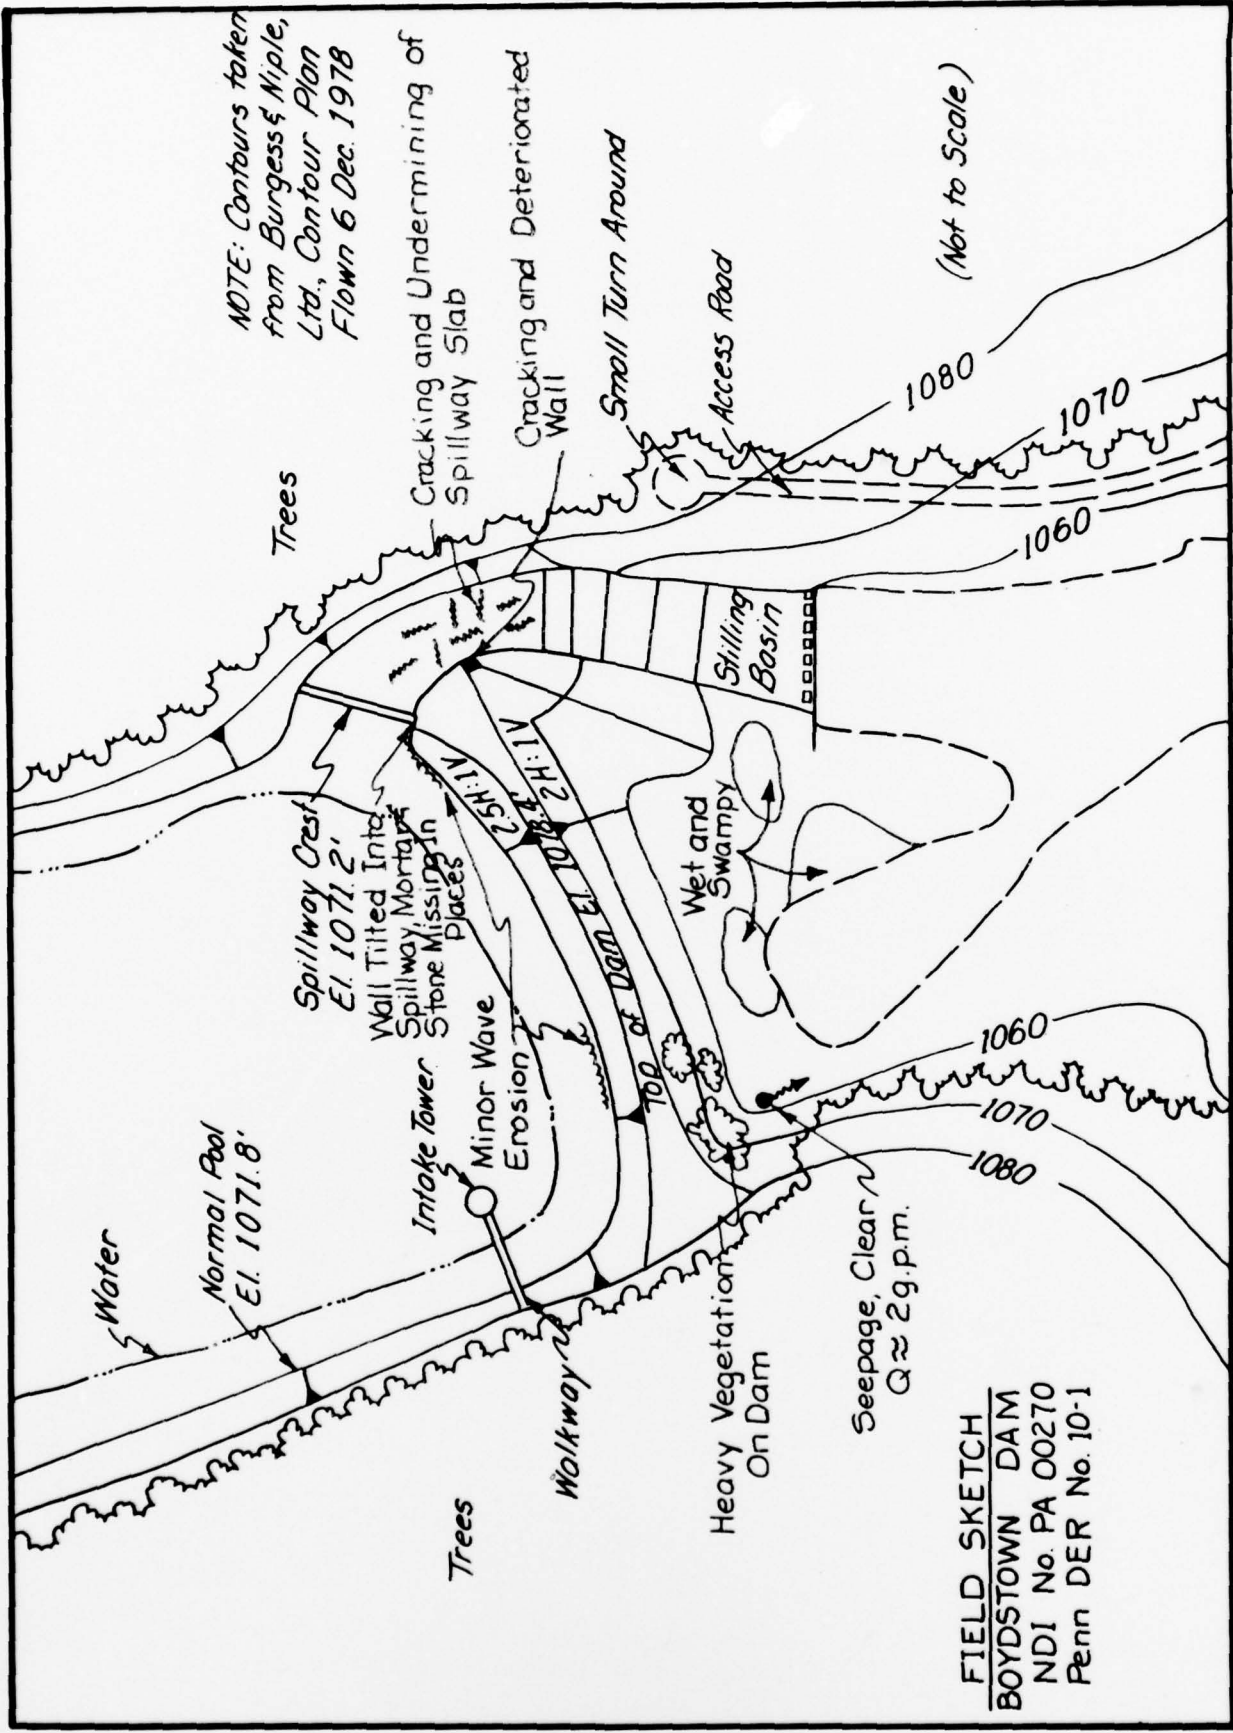 NOTE: Contours taken
from Burgess & Niple,
Ltd., Contour Plan
Flown 6 Dec. 1978
Trees
Cracking and Undermining of
Spillway Slab
Cracking and Deteriorated
Wall
Small Turn Around
Access Road
(Not to Scale)
1080
1070
1060
Spillway Crest
El. 1071.2'
Wall Tilted Into
Spillway, Mortar &
Stone Missing In
Places
2.5H:1V
Top of Dam El. 1078.4'
2H:1V
Stilling
Basin
Wet and
Swampy
Water
Normal Pool
El. 1071.8'
Intake Tower
Minor Wave
Erosion
1060
1070
1080
Walkway
Trees
Heavy Vegetation
On Dam
Seepage, Clear
Q ≈ 2 g.p.m.
FIELD SKETCH
BOYDSTOWN DAM
NDI No. PA 00270
Penn DER No. 10-1